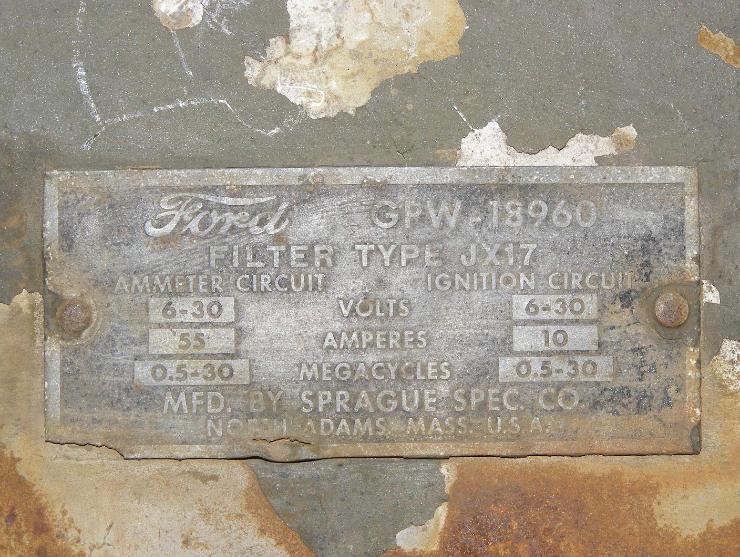 Ford GPW-18960
FILTER TYPE JX17
AMMETER CIRCUIT IGNITION CIRCUIT
6-30 VOLTS 6-30
55 AMPERES 10
0.5-30 MEGACYCLES 0.5-30
MFD. BY SPRAGUE SPEC. CO.
NORTH ADAMS, MASS. U.S.A.